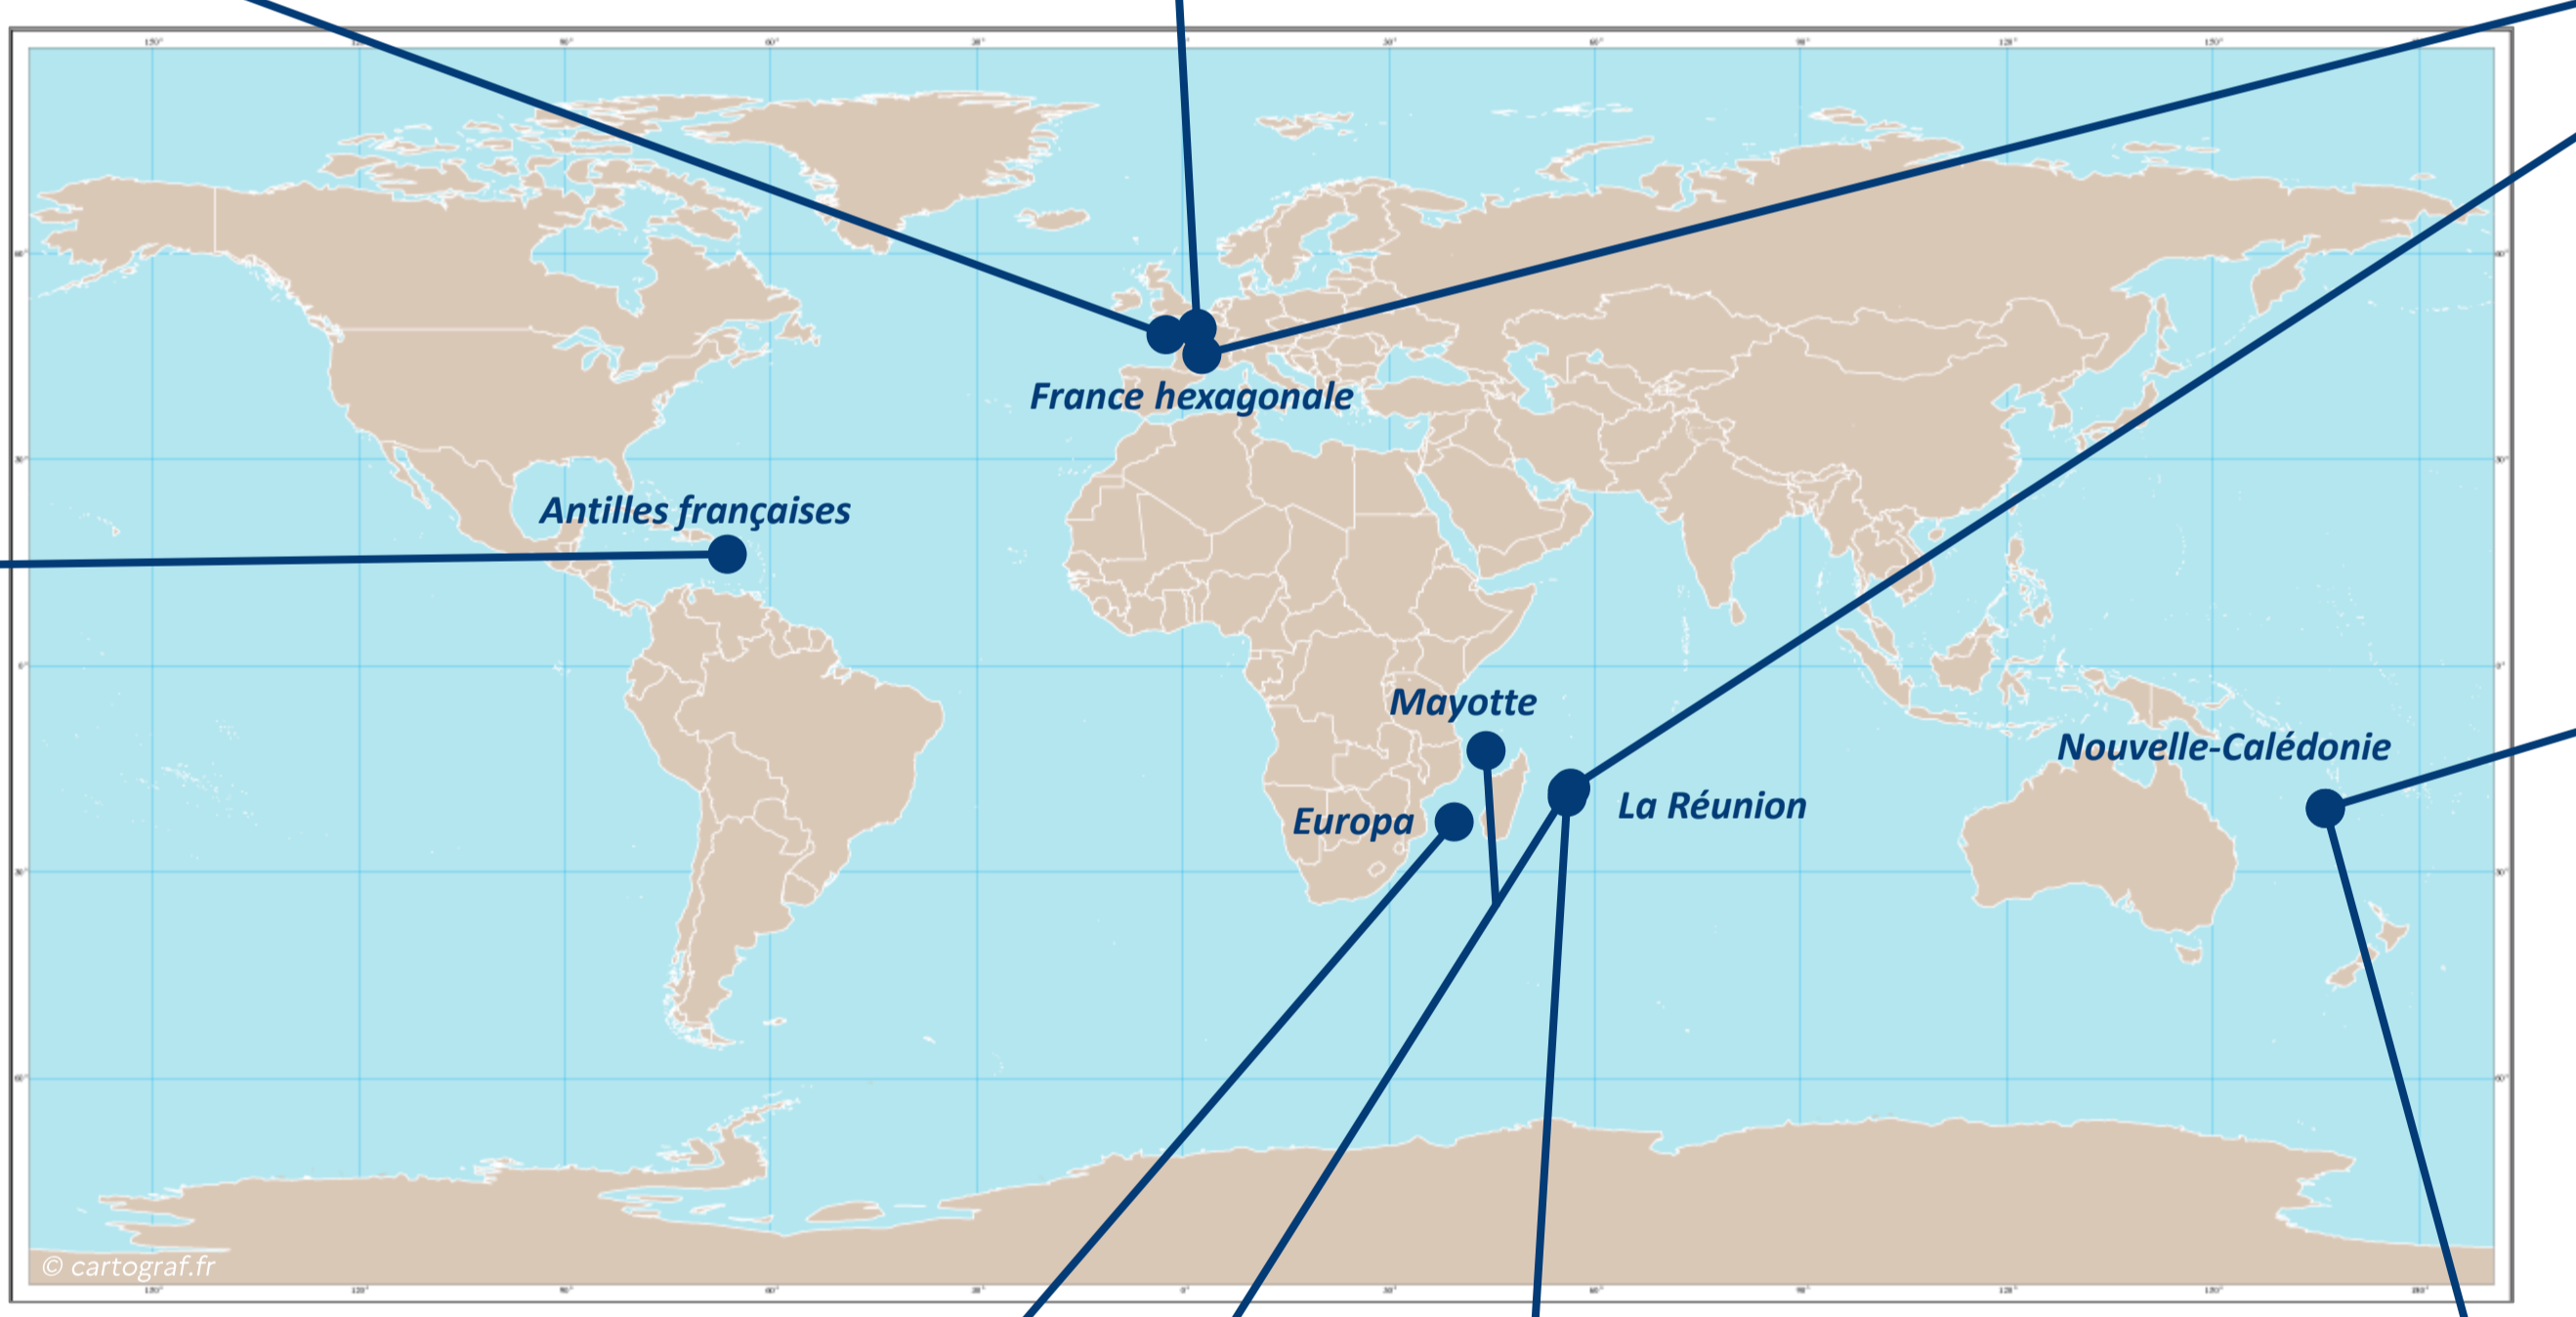 France hexagonale
Antilles françaises
Mayotte
Nouvelle-Calédonie
Europa
La Réunion
© cartograf.fr